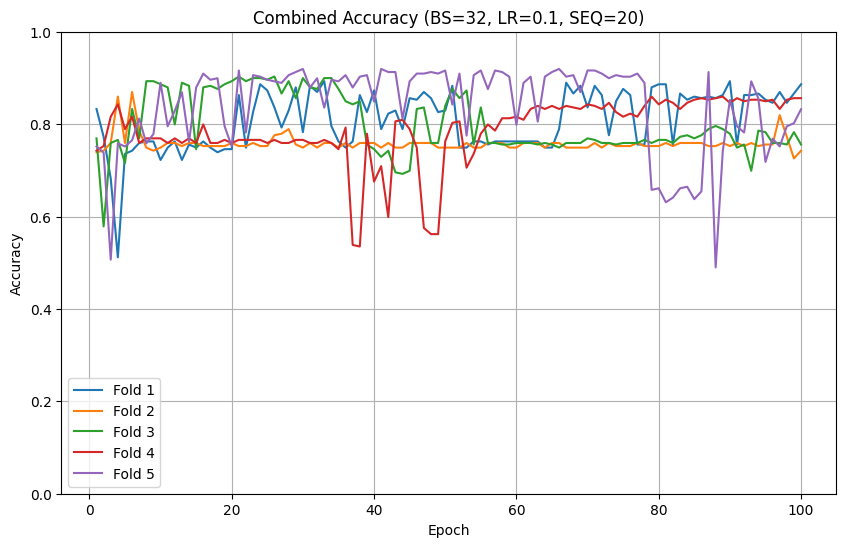 Combined Accuracy (BS=32, LR=0.1, SEQ=20)
Accuracy
1.0
0.8
0.6
0.4
0.2
0.0
Fold 1
Fold 2
Fold 3
Fold 4
Fold 5
0 20 40 60 80 100
Epoch